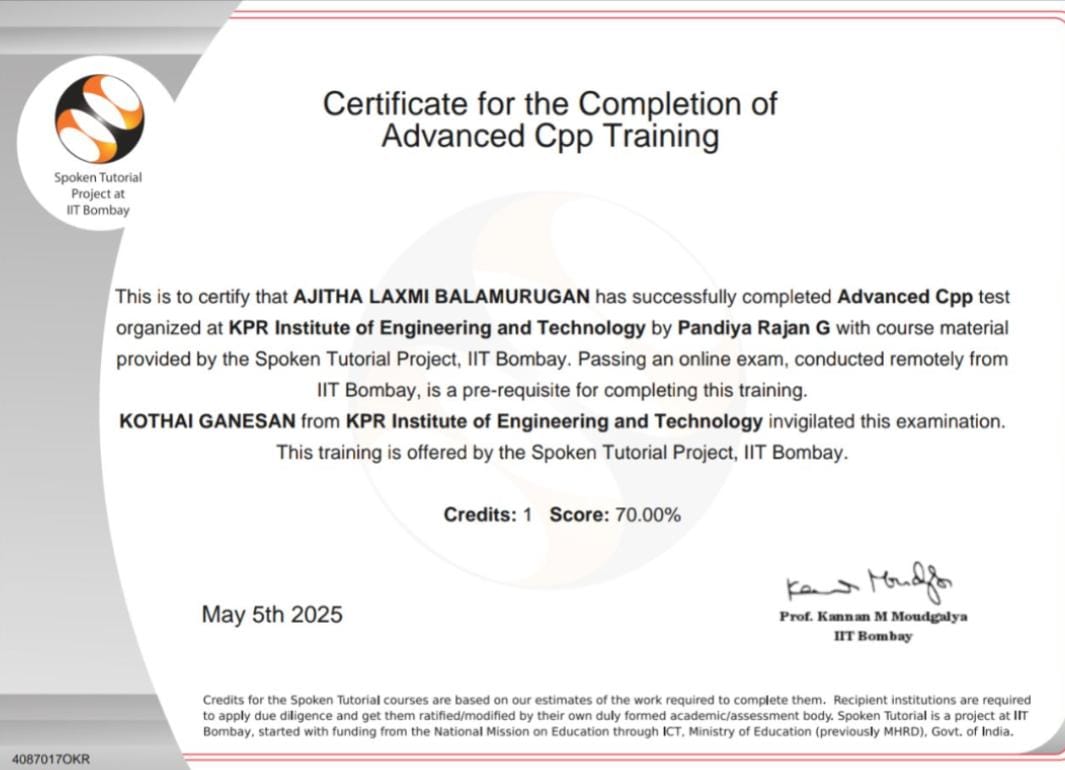 Certificate for the Completion of
Advanced Cpp Training
Spoken Tutorial
Project at
IIT Bombay
This is to certify that AJITHA LAXMI BALAMURUGAN has successfully completed Advanced Cpp test
organized at KPR Institute of Engineering and Technology by Pandiya Rajan G with course material
provided by the Spoken Tutorial Project, IIT Bombay. Passing an online exam, conducted remotely from
IIT Bombay, is a pre-requisite for completing this training.
KOTHAI GANESAN from KPR Institute of Engineering and Technology invigilated this examination.
This training is offered by the Spoken Tutorial Project, IIT Bombay.
Credits: 1 Score: 70.00%
May 5th 2025
Prof. Kannan M Moudgalya
IIT Bombay
Credits for the Spoken Tutorial courses are based on our estimates of the work required to complete them. Recipient institutions are required
to apply due diligence and get them ratified/modified by their own duly formed academic/assessment body. Spoken Tutorial is a project at IIT
Bombay, started with funding from the National Mission on Education through ICT, Ministry of Education (previously MHRD), Govt. of India.
4087017OKR